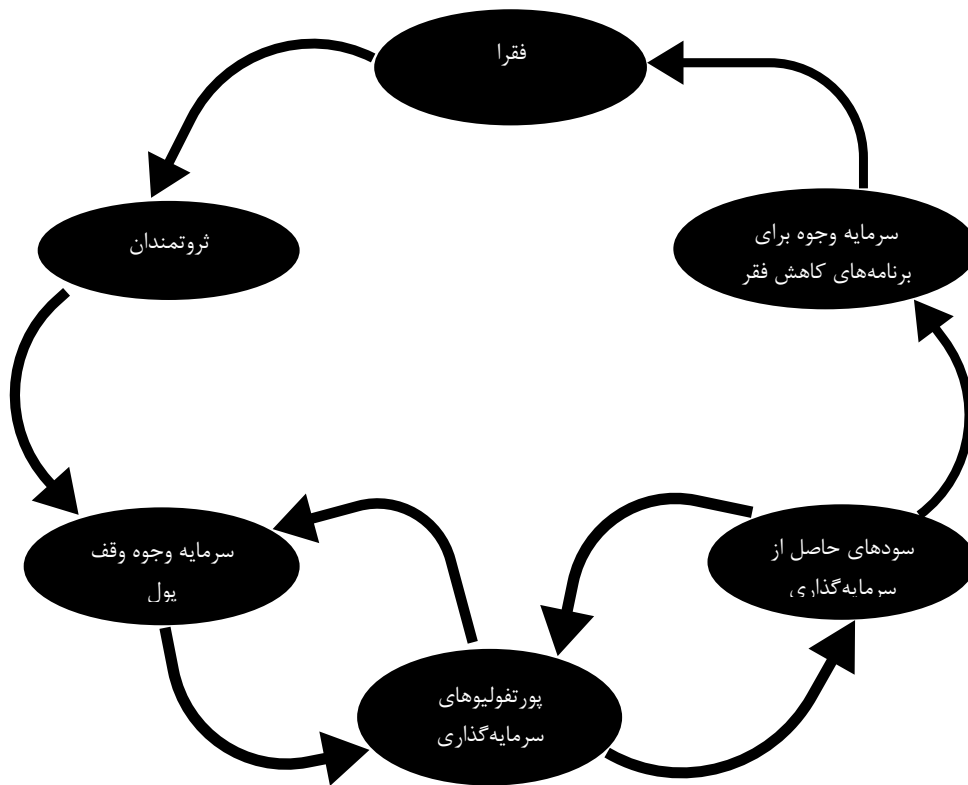 فقرا
سرمایه وجوه برای
برنامه‌های کاهش فقر
ثروتمندان
سودهای حاصل از
سرمایه‌گذاری
سرمایه وجوه وقف
پول
پورتفولیوهای
سرمایه‌گذاری